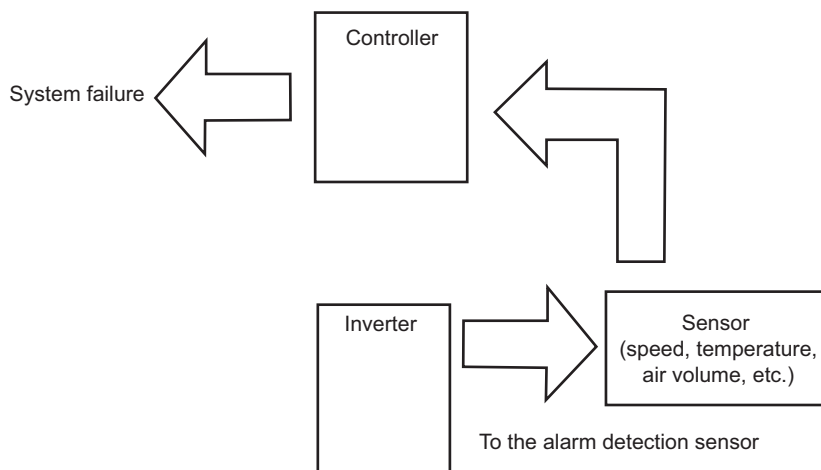 Controller
System failure
Inverter
Sensor
(speed, temperature,
air volume, etc.)
To the alarm detection sensor